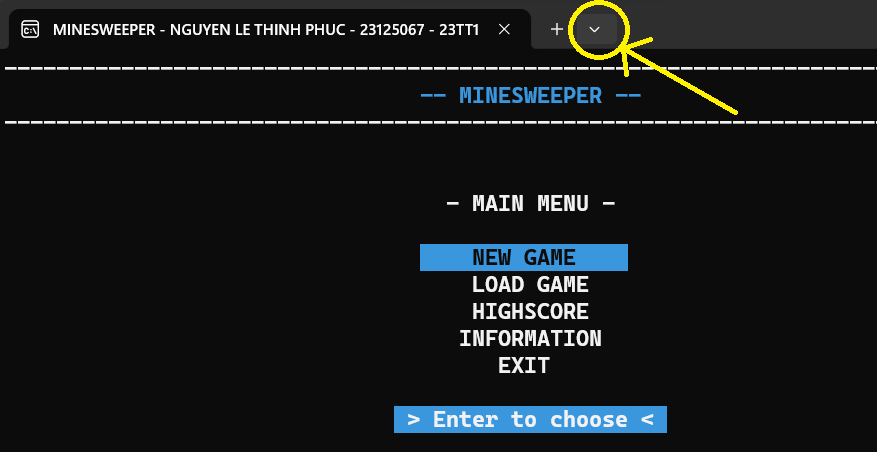 MINESWEEPER - NGUYEN LE THINH PHUC - 23125067 - 23TT1
-- MINESWEEPER --
- MAIN MENU -
NEW GAME
LOAD GAME
HIGHSCORE
INFORMATION
EXIT
> Enter to choose <